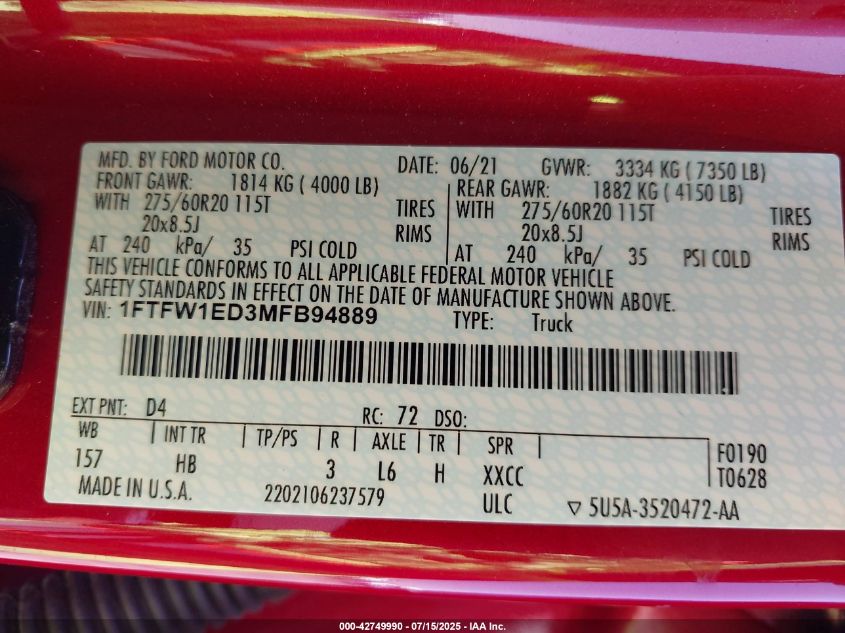 MFD. BY FORD MOTOR CO. DATE: 06/21 GVWR: 3334 KG ( 7350 LB)
FRONT GAWR: 1814 KG ( 4000 LB) REAR GAWR: 1882 KG ( 4150 LB)
WITH 275/60R20 115T TIRES WITH 275/60R20 115T TIRES
20x8.5J RIMS 20x8.5J RIMS
AT 240 kPa/ 35 PSI COLD AT 240 kPa/ 35 PSI COLD
THIS VEHICLE CONFORMS TO ALL APPLICABLE FEDERAL MOTOR VEHICLE
SAFETY STANDARDS IN EFFECT ON THE DATE OF MANUFACTURE SHOWN ABOVE.
VIN: 1FTFW1ED3MFB94889 TYPE: Truck
EXT PNT: D4 RC: 72 DSO:
WB INT TR TP/PS R AXLE TR SPR F0190
157 HB 3 L6 H XXCC T0628
MADE IN U.S.A. 2202106237579 ULC ▽ 5U5A-3520472-AA
000-42749990 - 07/15/2025 - IAA Inc.